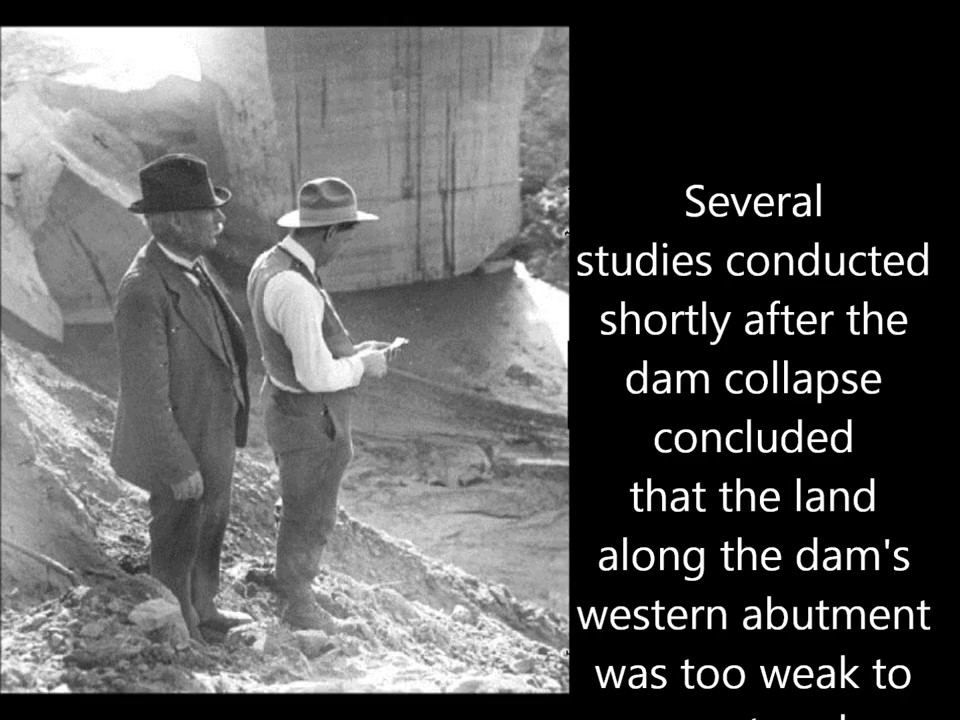 Several
studies conducted
shortly after the
dam collapse
concluded
that the land
along the dam's
western abutment
was too weak to